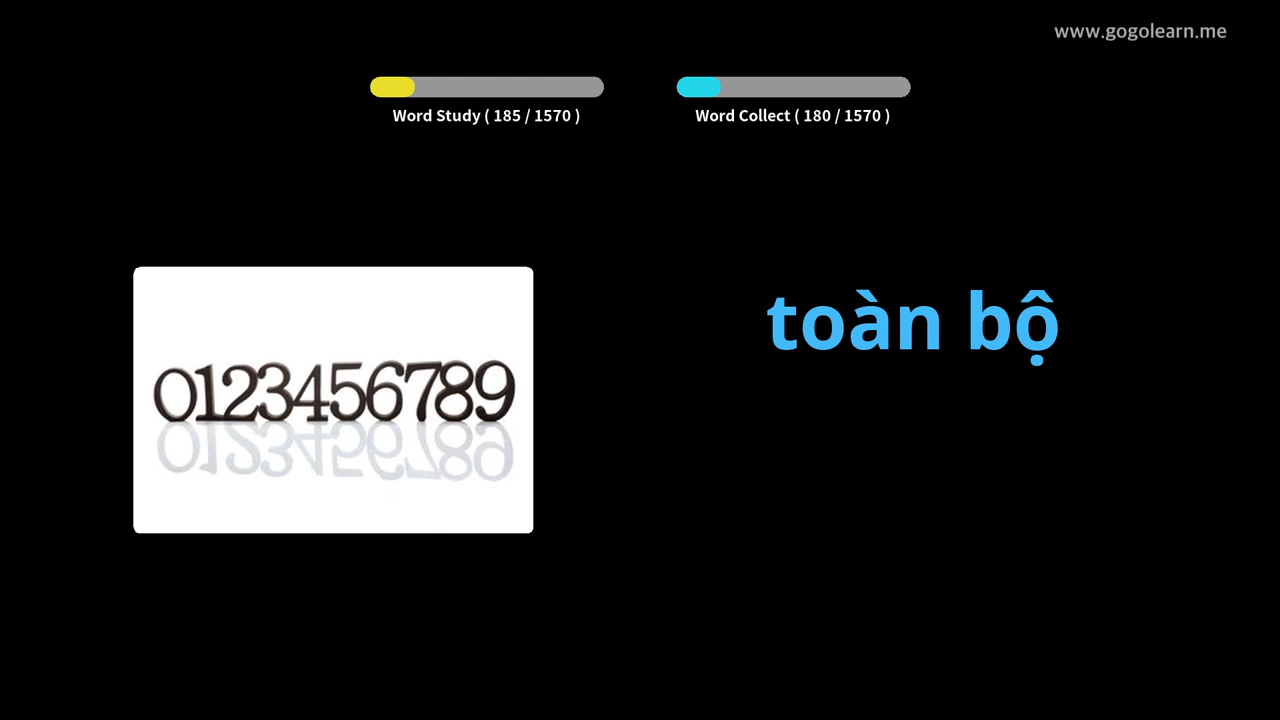 www.gogolearn.me
Word Study ( 185 / 1570 )
Word Collect ( 180 / 1570 )
toàn bộ
0123456789